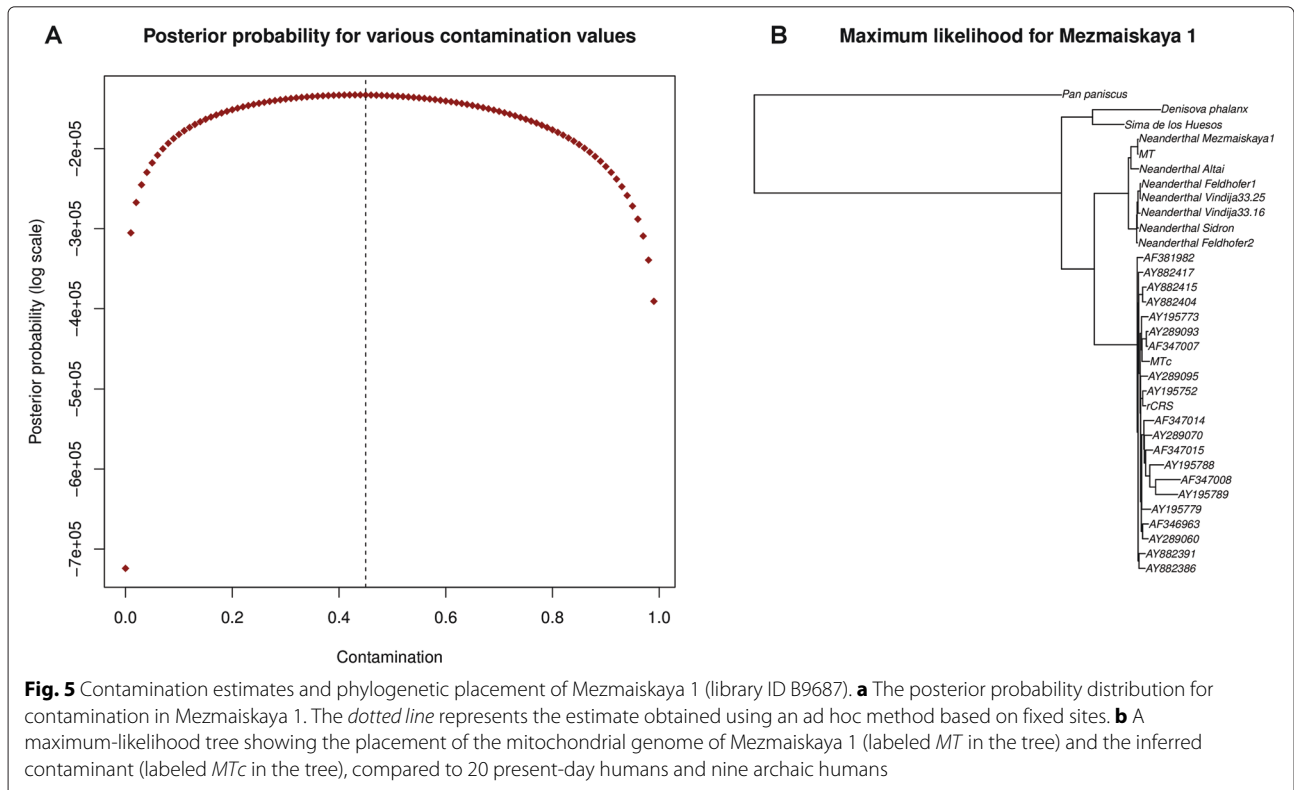 A
Posterior probability for various contamination values
Posterior probability (log scale)
−2e+05
−3e+05
−4e+05
−5e+05
−6e+05
−7e+05
0.0
0.2
0.4
0.6
0.8
1.0
Contamination
B
Maximum likelihood for Mezmaiskaya 1
Pan paniscus
Denisova phalanx
Sima de los Huesos
Neanderthal Mezmaiskaya1
MT
Neanderthal Altai
Neanderthal Feldhofer1
Neanderthal Vindija33.25
Neanderthal Vindija33.16
Neanderthal Sidron
Neanderthal Feldhofer2
AF381982
AY882417
AY882415
AY882404
AY195773
AY289093
AF347007
MTc
AY289095
AY195752
rCRS
AF347014
AY289070
AF347015
AY195788
AF347008
AY195789
AY195779
AF346963
AY289060
AY882391
AY882386
Fig. 5 Contamination estimates and phylogenetic placement of Mezmaiskaya 1 (library ID B9687). a The posterior probability distribution for
contamination in Mezmaiskaya 1. The dotted line represents the estimate obtained using an ad hoc method based on fixed sites. b A
maximum-likelihood tree showing the placement of the mitochondrial genome of Mezmaiskaya 1 (labeled MT in the tree) and the inferred
contaminant (labeled MTc in the tree), compared to 20 present-day humans and nine archaic humans